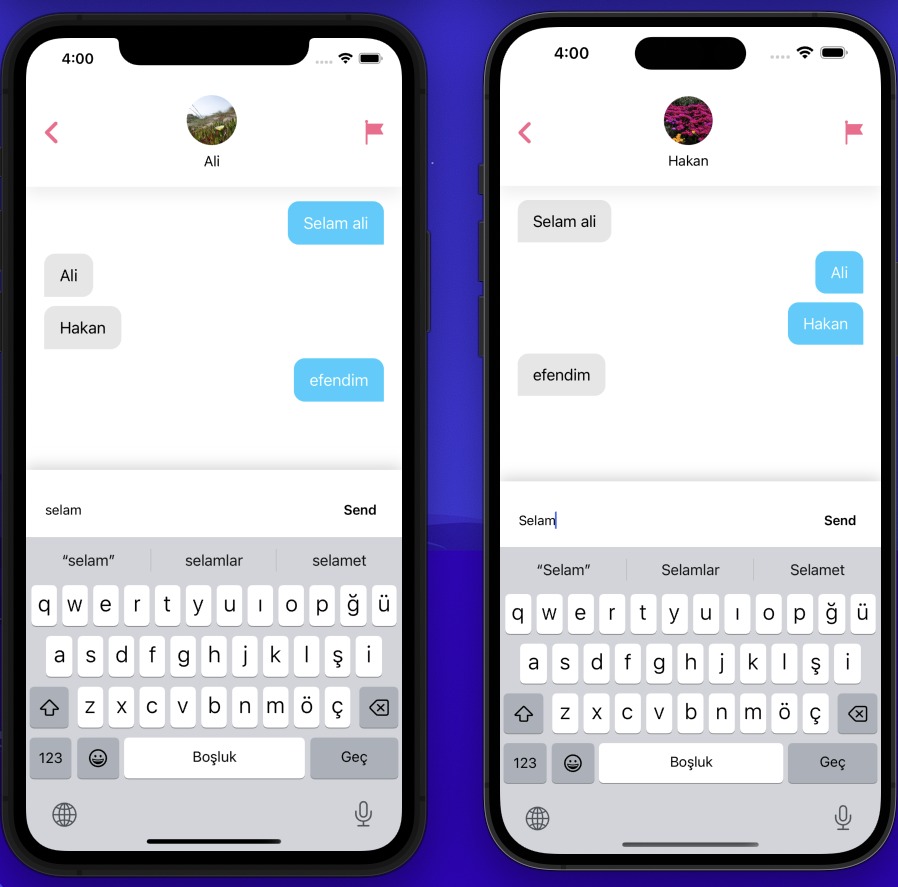 4:00
Ali
Selam ali
Ali
Hakan
efendim
selam
Send
“selam”
selamlar
selamet
q w e r t y u ı o p ğ ü
a s d f g h j k l ş i
z x c v b n m ö ç
123
Boşluk
Geç
4:00
Hakan
Selam ali
Ali
Hakan
efendim
Selam
Send
“Selam”
Selamlar
Selamet
q w e r t y u ı o p ğ ü
a s d f g h j k l ş i
z x c v b n m ö ç
123
Boşluk
Geç